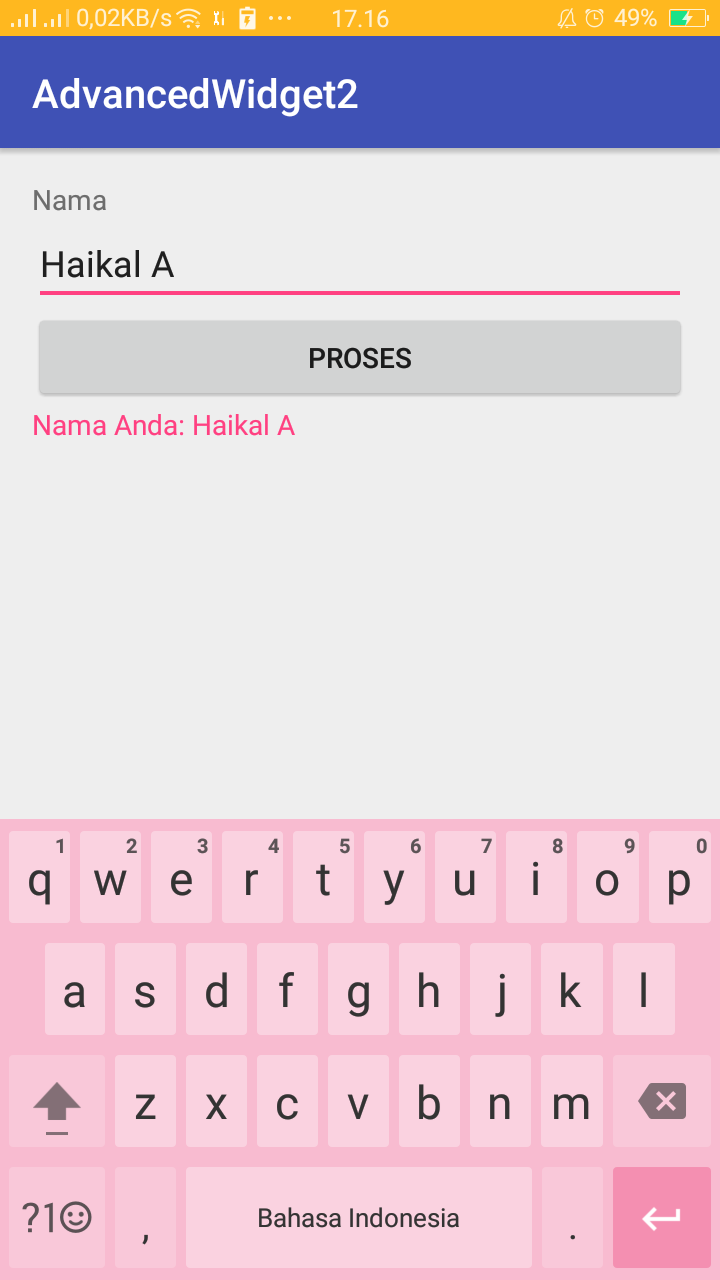 0,02KB/s 17.16 49%
AdvancedWidget2
Nama
Haikal A
PROSES
Nama Anda: Haikal A
1 2 3 4 5 6 7 8 9 0
q w e r t y u i o p
a s d f g h j k l
z x c v b n m
?1☺ , Bahasa Indonesia .